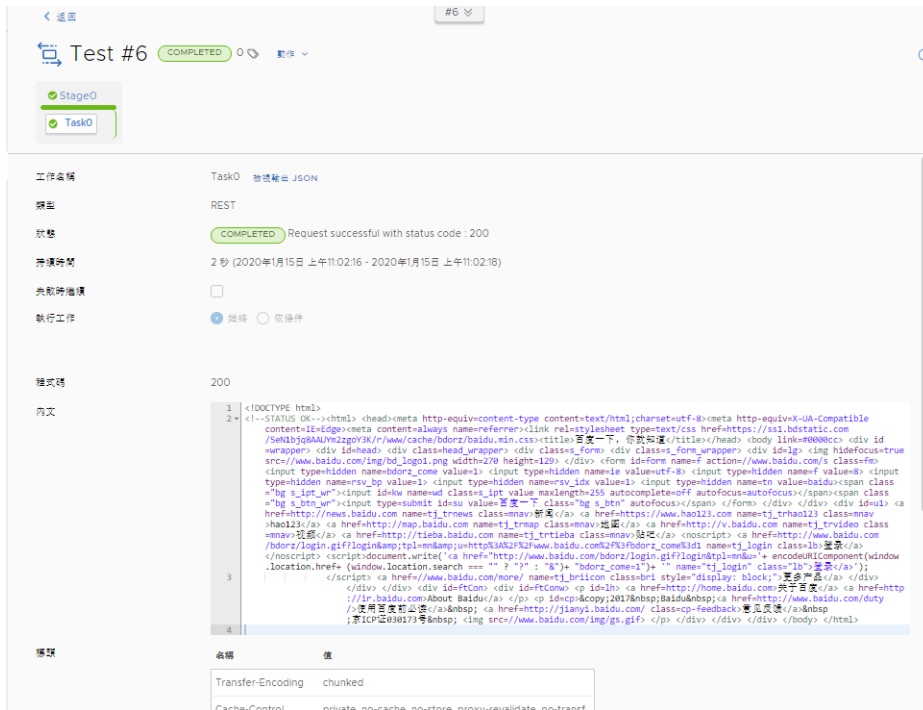 返回
#6
Test #6 COMPLETED 0 動作
Stage0
Task0
工作名稱 Task0 檢視輸出 JSON
類型 REST
狀態 COMPLETED Request successful with status code : 200
持續時間 2 秒 (2020年1月15日 上午11:02:16 - 2020年1月15日 上午11:02:18)
失敗時繼續
執行工作 始終 依條件
程式碼 200
內文
1 <!DOCTYPE html>
2 <!--STATUS OK--><html> <head><meta http-equiv=content-type content=text/html;charset=utf-8><meta http-equiv=X-UA-Compatible
content=IE=Edge><meta content=always name=referrer><link rel=stylesheet type=text/css href=https://ss1.bdstatic.com
/5eN1bjq8AAUYm2zgoY3K/r/www/cache/bdorz/baidu.min.css><title>百度一下，你就知道</title></head> <body link=#0000cc> <div id
=wrapper> <div id=head> <div class=head_wrapper> <div class=s_form> <div class=s_form_wrapper> <div id=lg> <img hidefocus=true
src=//www.baidu.com/img/bd_logo1.png width=270 height=129> </div> <form id=form name=f action=//www.baidu.com/s class=fm>
<input type=hidden name=bdorz_come value=1> <input type=hidden name=ie value=utf-8> <input type=hidden name=f value=8> <input
type=hidden name=rsv_bp value=1> <input type=hidden name=rsv_idx value=1> <input type=hidden name=tn value=baidu><span class
="bg s_ipt_wr"><input id=kw name=wd class=s_ipt value maxlength=255 autocomplete=off autofocus=autofocus></span><span class
="bg s_btn_wr"><input type=submit id=su value=百度一下 class="bg s_btn" autofocus></span> </form> </div> </div> <div id=u1> <a
href=http://news.baidu.com name=tj_trnews class=mnav>新闻</a> <a href=https://www.hao123.com name=tj_trhao123 class=mnav
>hao123</a> <a href=http://map.baidu.com name=tj_trmap class=mnav>地图</a> <a href=http://v.baidu.com name=tj_trvideo class
=mnav>视频</a> <a href=http://tieba.baidu.com name=tj_trtieba class=mnav>贴吧</a> <noscript> <a href=http://www.baidu.com
/bdorz/login.gif?login&amp;tpl=mn&amp;u=http%3A%2F%2Fwww.baidu.com%2f%3fbdorz_come%3d1 name=tj_login class=lb>登录</a>
</noscript> <script>document.write('<a href="http://www.baidu.com/bdorz/login.gif?login&tpl=mn&u='+ encodeURIComponent(window
.location.href+ (window.location.search === "" ? "?" : "&")+ "bdorz_come=1")+ '" name="tj_login" class="lb">登录</a>');
3 </script> <a href=//www.baidu.com/more/ name=tj_briicon class=bri style="display: block;">更多产品</a> </div>
</div> </div> <div id=ftCon> <div id=ftConw> <p id=lh> <a href=http://home.baidu.com>关于百度</a> <a href=http
://ir.baidu.com>About Baidu</a> </p> <p id=cp>&copy;2017&nbsp;Baidu&nbsp;<a href=http://www.baidu.com/duty
/>使用百度前必读</a>&nbsp; <a href=http://jianyi.baidu.com/ class=cp-feedback>意见反馈</a>&nbsp
;京ICP证030173号&nbsp; <img src=//www.baidu.com/img/gs.gif> </p> </div> </div> </div> </body> </html>
4
標頭 名稱 值
Transfer-Encoding chunked
Cache-Control private, no-cache, no-store, proxy-revalidate, no-transf